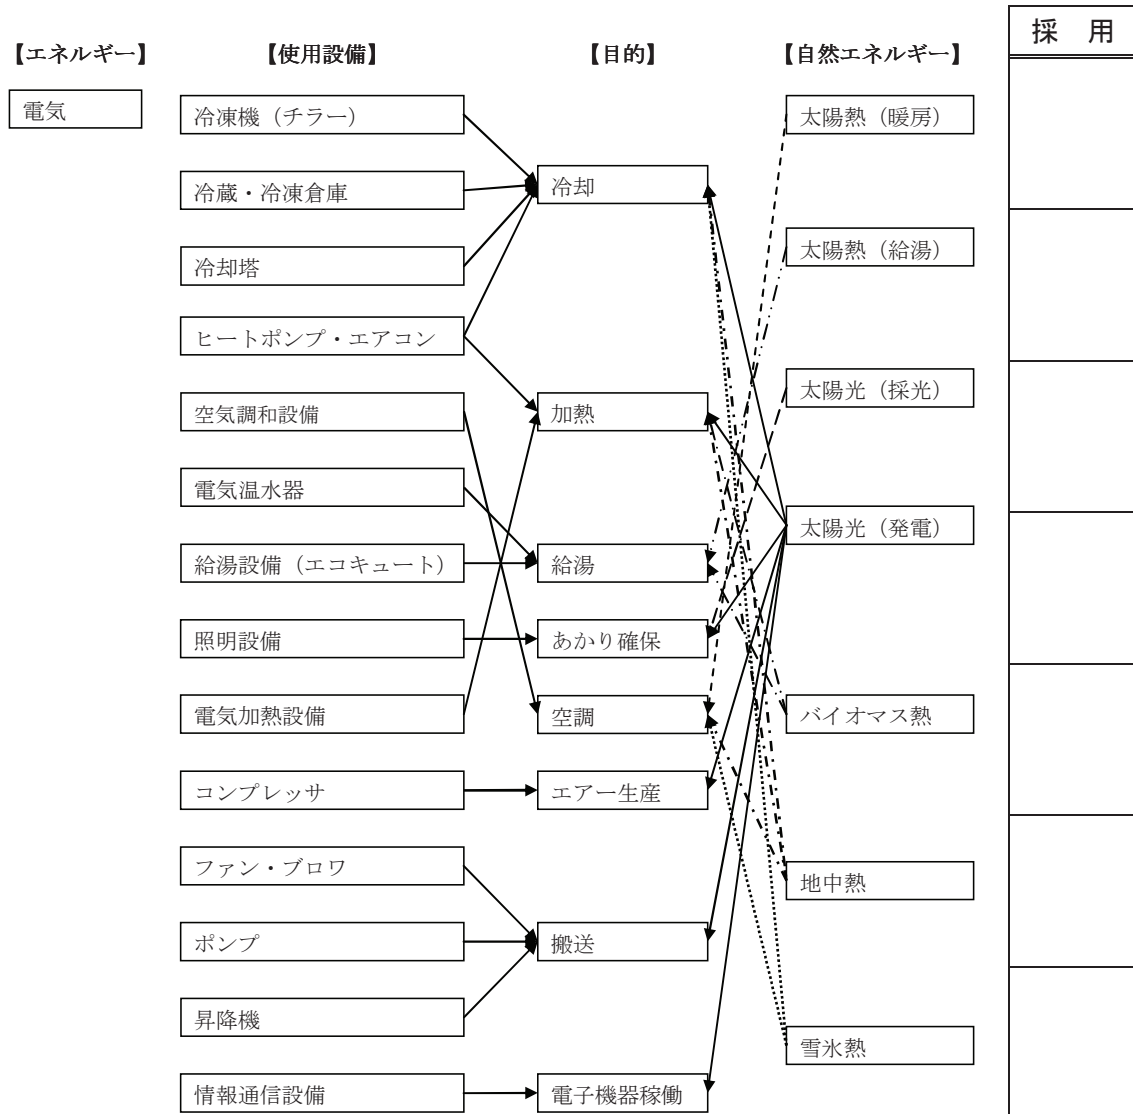 【エネルギー】
電気
【使用設備】
冷凍機（チラー）
冷蔵・冷凍倉庫
冷却塔
ヒートポンプ・エアコン
空気調和設備
電気温水器
給湯設備（エコキュート）
照明設備
電気加熱設備
コンプレッサ
ファン・ブロワ
ポンプ
昇降機
情報通信設備
【目的】
冷却
加熱
給湯
あかり確保
空調
エアー生産
搬送
電子機器稼働
【自然エネルギー】
太陽熱（暖房）
太陽熱（給湯）
太陽光（採光）
太陽光（発電）
バイオマス熱
地中熱
雪氷熱
採　用